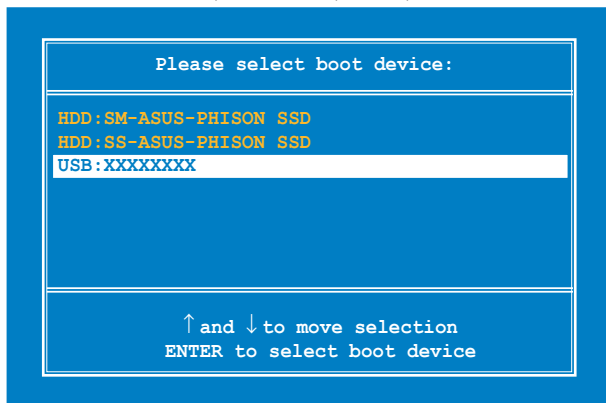 Please select boot device:
HDD:SM-ASUS-PHISON SSD
HDD:SS-ASUS-PHISON SSD
USB:XXXXXXXX
↑ and ↓ to move selection
ENTER to select boot device